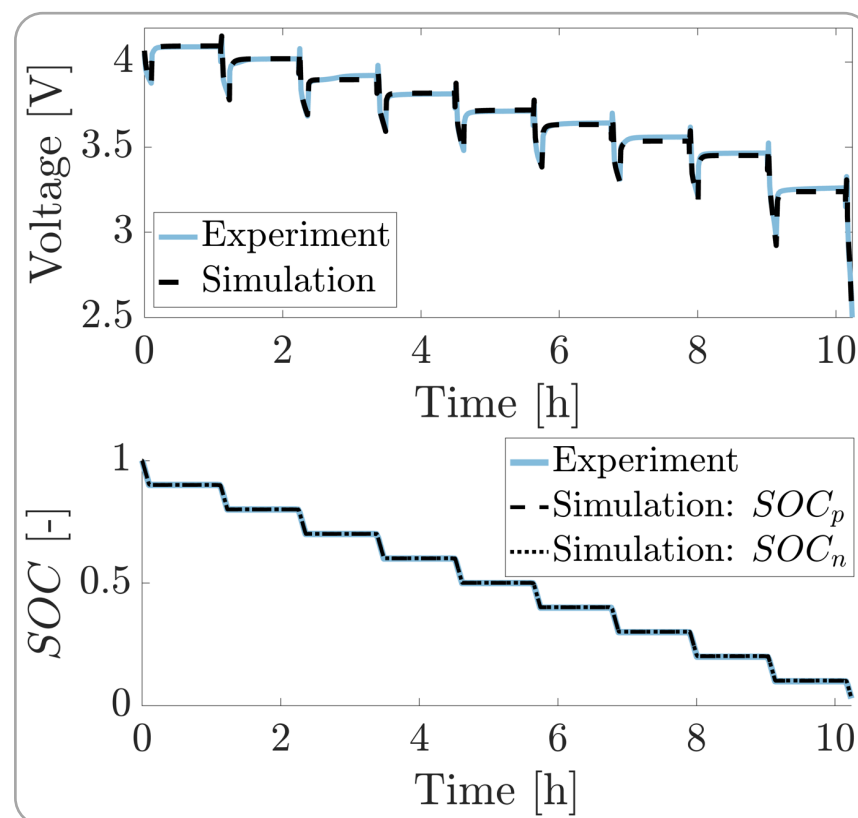 Voltage [V]
4
3.5
3
2.5
Experiment
Simulation
0 2 4 6 8 10
Time [h]
SOC [-]
1
0.5
0
Experiment
Simulation: SOC_p
Simulation: SOC_n
0 2 4 6 8 10
Time [h]